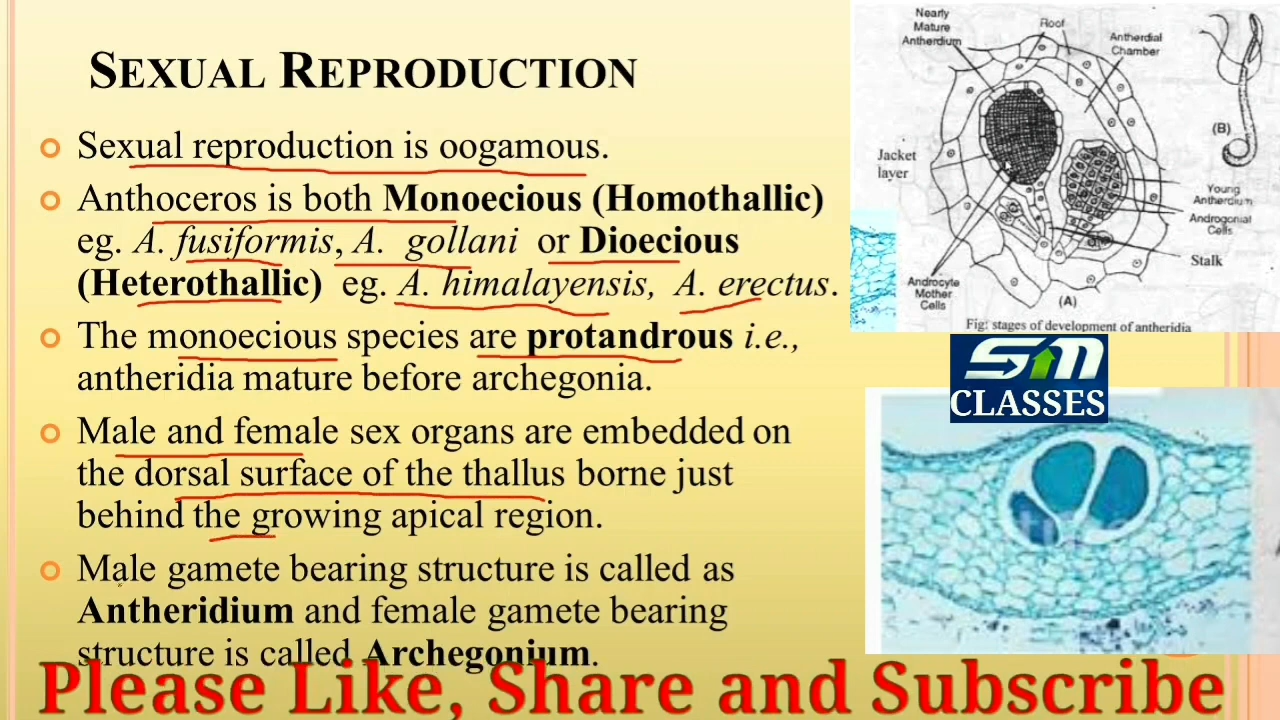 SEXUAL REPRODUCTION
Sexual reproduction is oogamous.
Anthoceros is both Monoecious (Homothallic)
eg. A. fusiformis, A. gollani or Dioecious
(Heterothallic) eg. A. himalayensis, A. erectus.
The monoecious species are protandrous i.e.,
antheridia mature before archegonia.
Male and female sex organs are embedded on
the dorsal surface of the thallus borne just
behind the growing apical region.
Male gamete bearing structure is called as
Antheridium and female gamete bearing
structure is called Archegonium.
Nearly
Mature
Antherdium
Roof
Antherdial
Chamber
(B)
Jacket
layer
Young
Antherdium
Androgonial
Cells
Stalk
Androcyte
Mother
Cells
(A)
Fig: stages of development of antheridia
SM
CLASSES
Please Like, Share and Subscribe